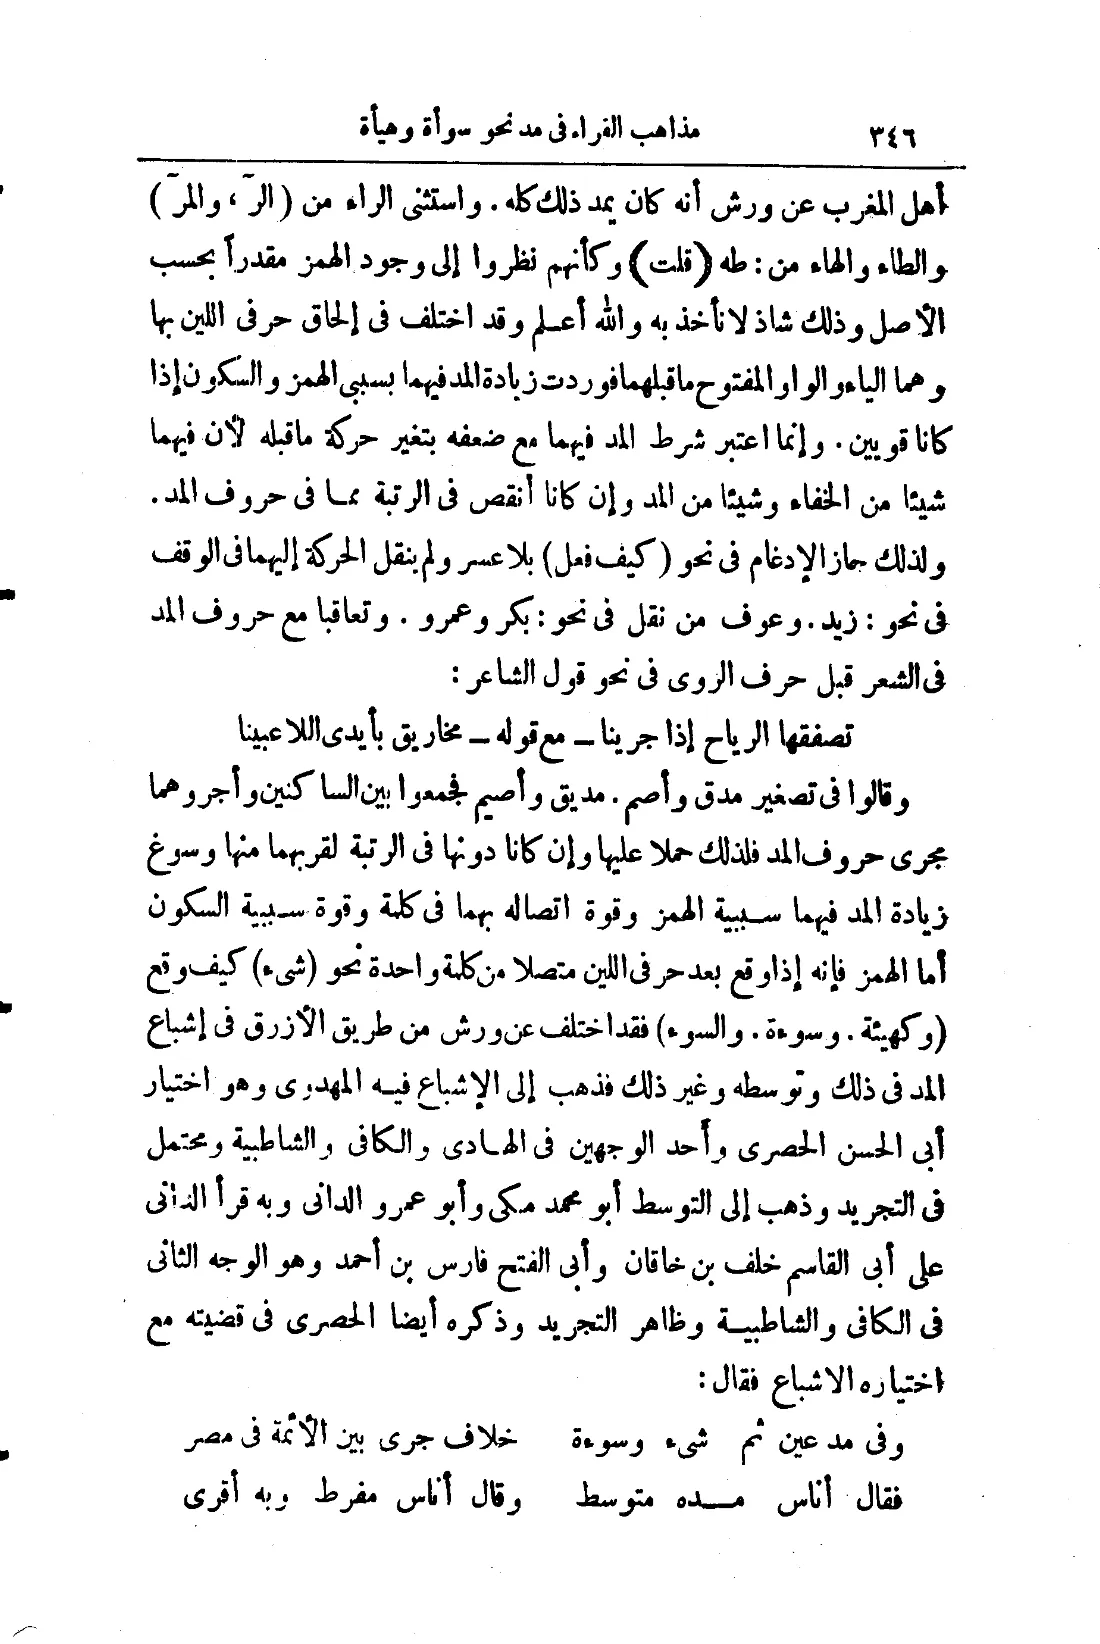 ٣٤٦ مذاهب القراء فى مد نحو سوأة وهيأة
أهل المغرب عن ورش أنه كان يمد ذلك كله . واستثنى الراء من (الرۤ ، والمرۤ)
والطاء والهاء من : طه (قلت) وكأنهم نظروا إلى وجود الهمز مقدراً بحسب
الأصل وذلك شاذ لا نأخذ به والله أعلم وقد اختلف فى إلحاق حرفى اللين بها
وهما الياء والواو المفتوح ما قبلهما فوردت زيادة المد فيهما بسببى الهمز والسكون إذا
كانا قويين . وإنما اعتبر شرط المد فيهما مع ضعفه بتغير حركة ما قبله لأن فيهما
شيئا من الخفاء وشيئا من المد وإن كانا أنقص فى الرتبة مما فى حروف المد .
ولذلك جاز الإدغام فى نحو (كيف فعل) بلا عسر ولم ينقل الحركة إليهما فى الوقف
فى نحو : زيد . وعوف من نقل فى نحو : بكر وعمرو . وتعاقبا مع حروف المد
فى الشعر قبل حرف الروى فى نحو قول الشاعر :
تصفقها الرياح إذا جرينا – مع قوله – مخاريق بأيدى اللاعبينا
وقالوا فى تصغير مدق وأصم . مديق وأصيم فجمعوا بين الساكنين وأجروهما
مجرى حروف المد فلذلك حملا عليها وإن كانا دونها فى الرتبة لقربهما منها وسوغ
زيادة المد فيهما سببية الهمز وقوة اتصاله بهما فى كلمة وقوة سببية السكون
أما الهمز فإنه إذا وقع بعد حرفى اللين متصلا من كلمة واحدة نحو (شىء) كيف وقع
(وكهيئة . وسوءة . والسوء) فقد اختلف عن ورش من طريق الأزرق فى إشباع
المد فى ذلك وتوسطه وغير ذلك فذهب إلى الإشباع فيه المهدوى وهو اختيار
أبى الحسن الحصرى وأحد الوجهين فى الهادى والكافى والشاطبية ومحتمل
فى التجريد وذهب إلى التوسط أبو محمد مكى وأبو عمرو الدانى وبه قرأ الدانى
على أبى القاسم خلف بن خاقان وأبى الفتح فارس بن أحمد وهو الوجه الثانى
فى الكافى والشاطبية وظاهر التجريد وذكره أيضا الحصرى فى قضيته مع
اختياره الاشباع فقال :
وفى مد عين ثم شىء وسوءة خلاف جرى بين الأئمة فى مصر
فقال أناس مده متوسط وقال أناس مفرط وبه أقرى